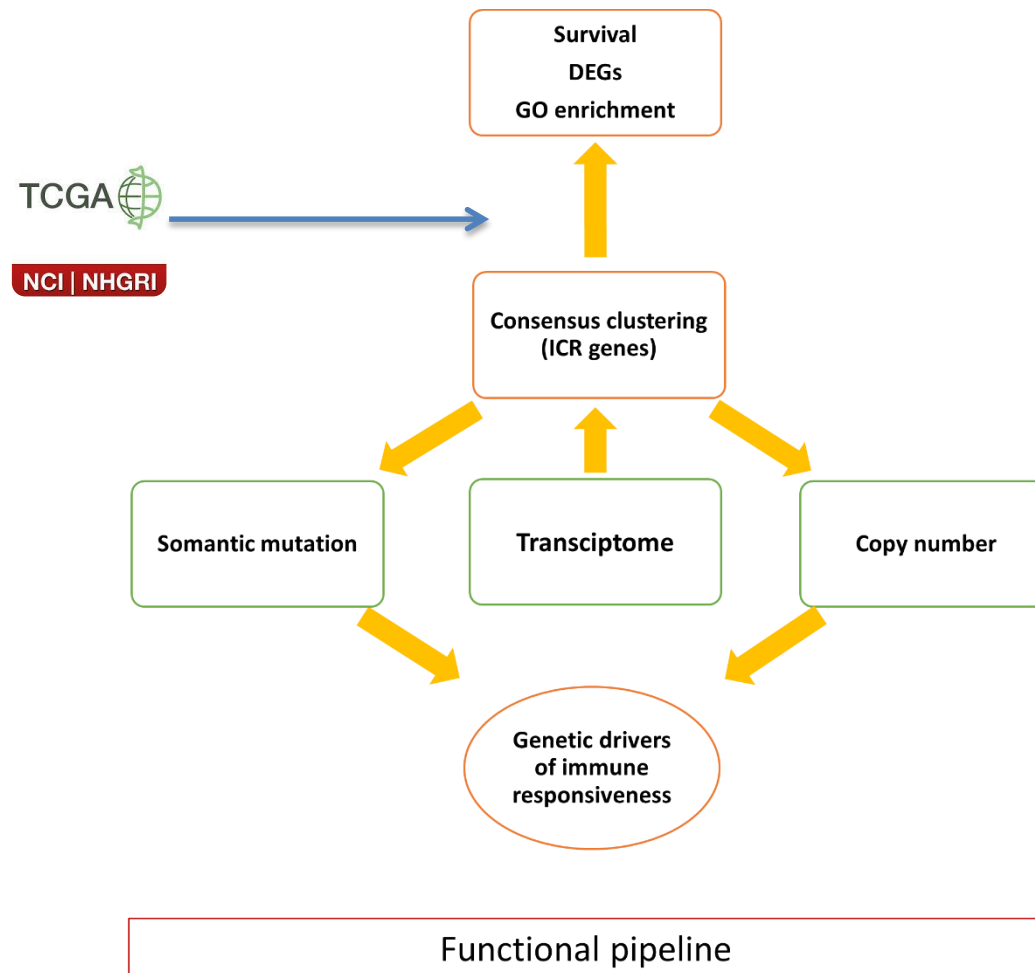 Survival
DEGs
GO enrichment
TCGA
NCI | NHGRI
Consensus clustering
(ICR genes)
Somantic mutation
Transciptome
Copy number
Genetic drivers
of immune
responsiveness
Functional pipeline